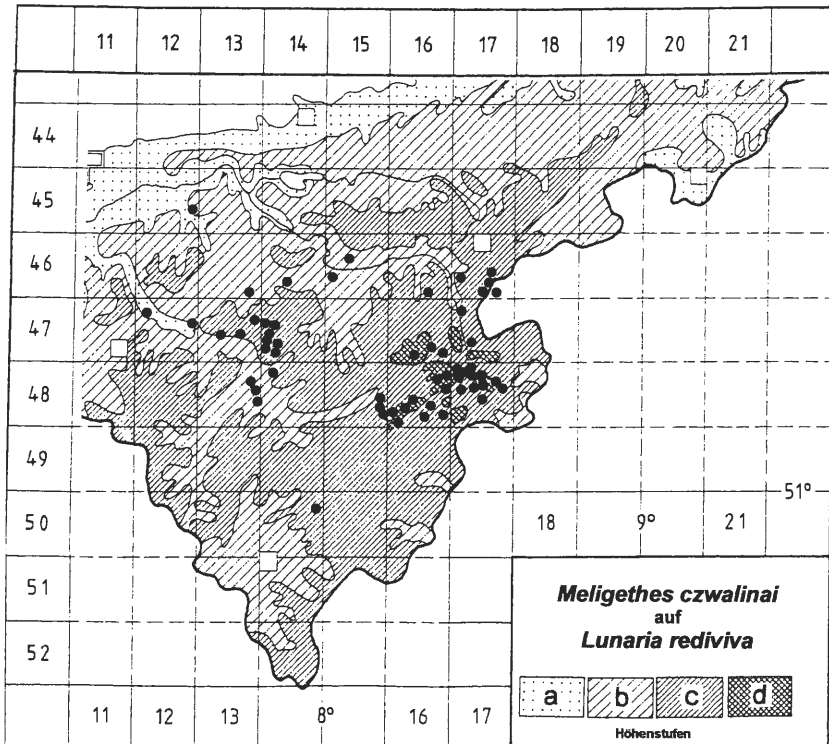 11 12 13 14 15 16 17 18 19 20 21
44
45
46
47
48
49
51°
50 18 9° 21
51
52
Meligethes czwalinai
auf
Lunaria rediviva
a b c d
Höhenstufen
11 12 13 8° 16 17